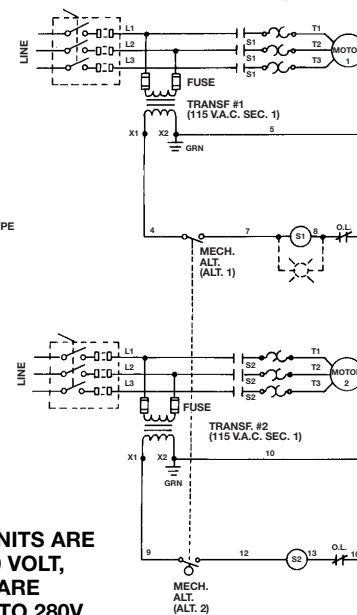 LINE
L1
L2
L3
S1
S1
S1
T1
T2
T3
MOTO
1
FUSE
TRANSF #1
(115 V.A.C. SEC. 1)
X1 X2
5
GRN
YPE
4
7
S1
8
O.L.
MECH.
ALT.
(ALT. 1)
LINE
L1
L2
L3
S2
S2
S2
T1
T2
T3
MOTO
2
FUSE
TRANSF. #2
(115 V.A.C. SEC. 1)
X1 X2
10
GRN
NITS ARE
VOLT,
ARE
TO 280V
9
12
S2
13
O.L.
10
MECH.
ALT.
(ALT. 2)